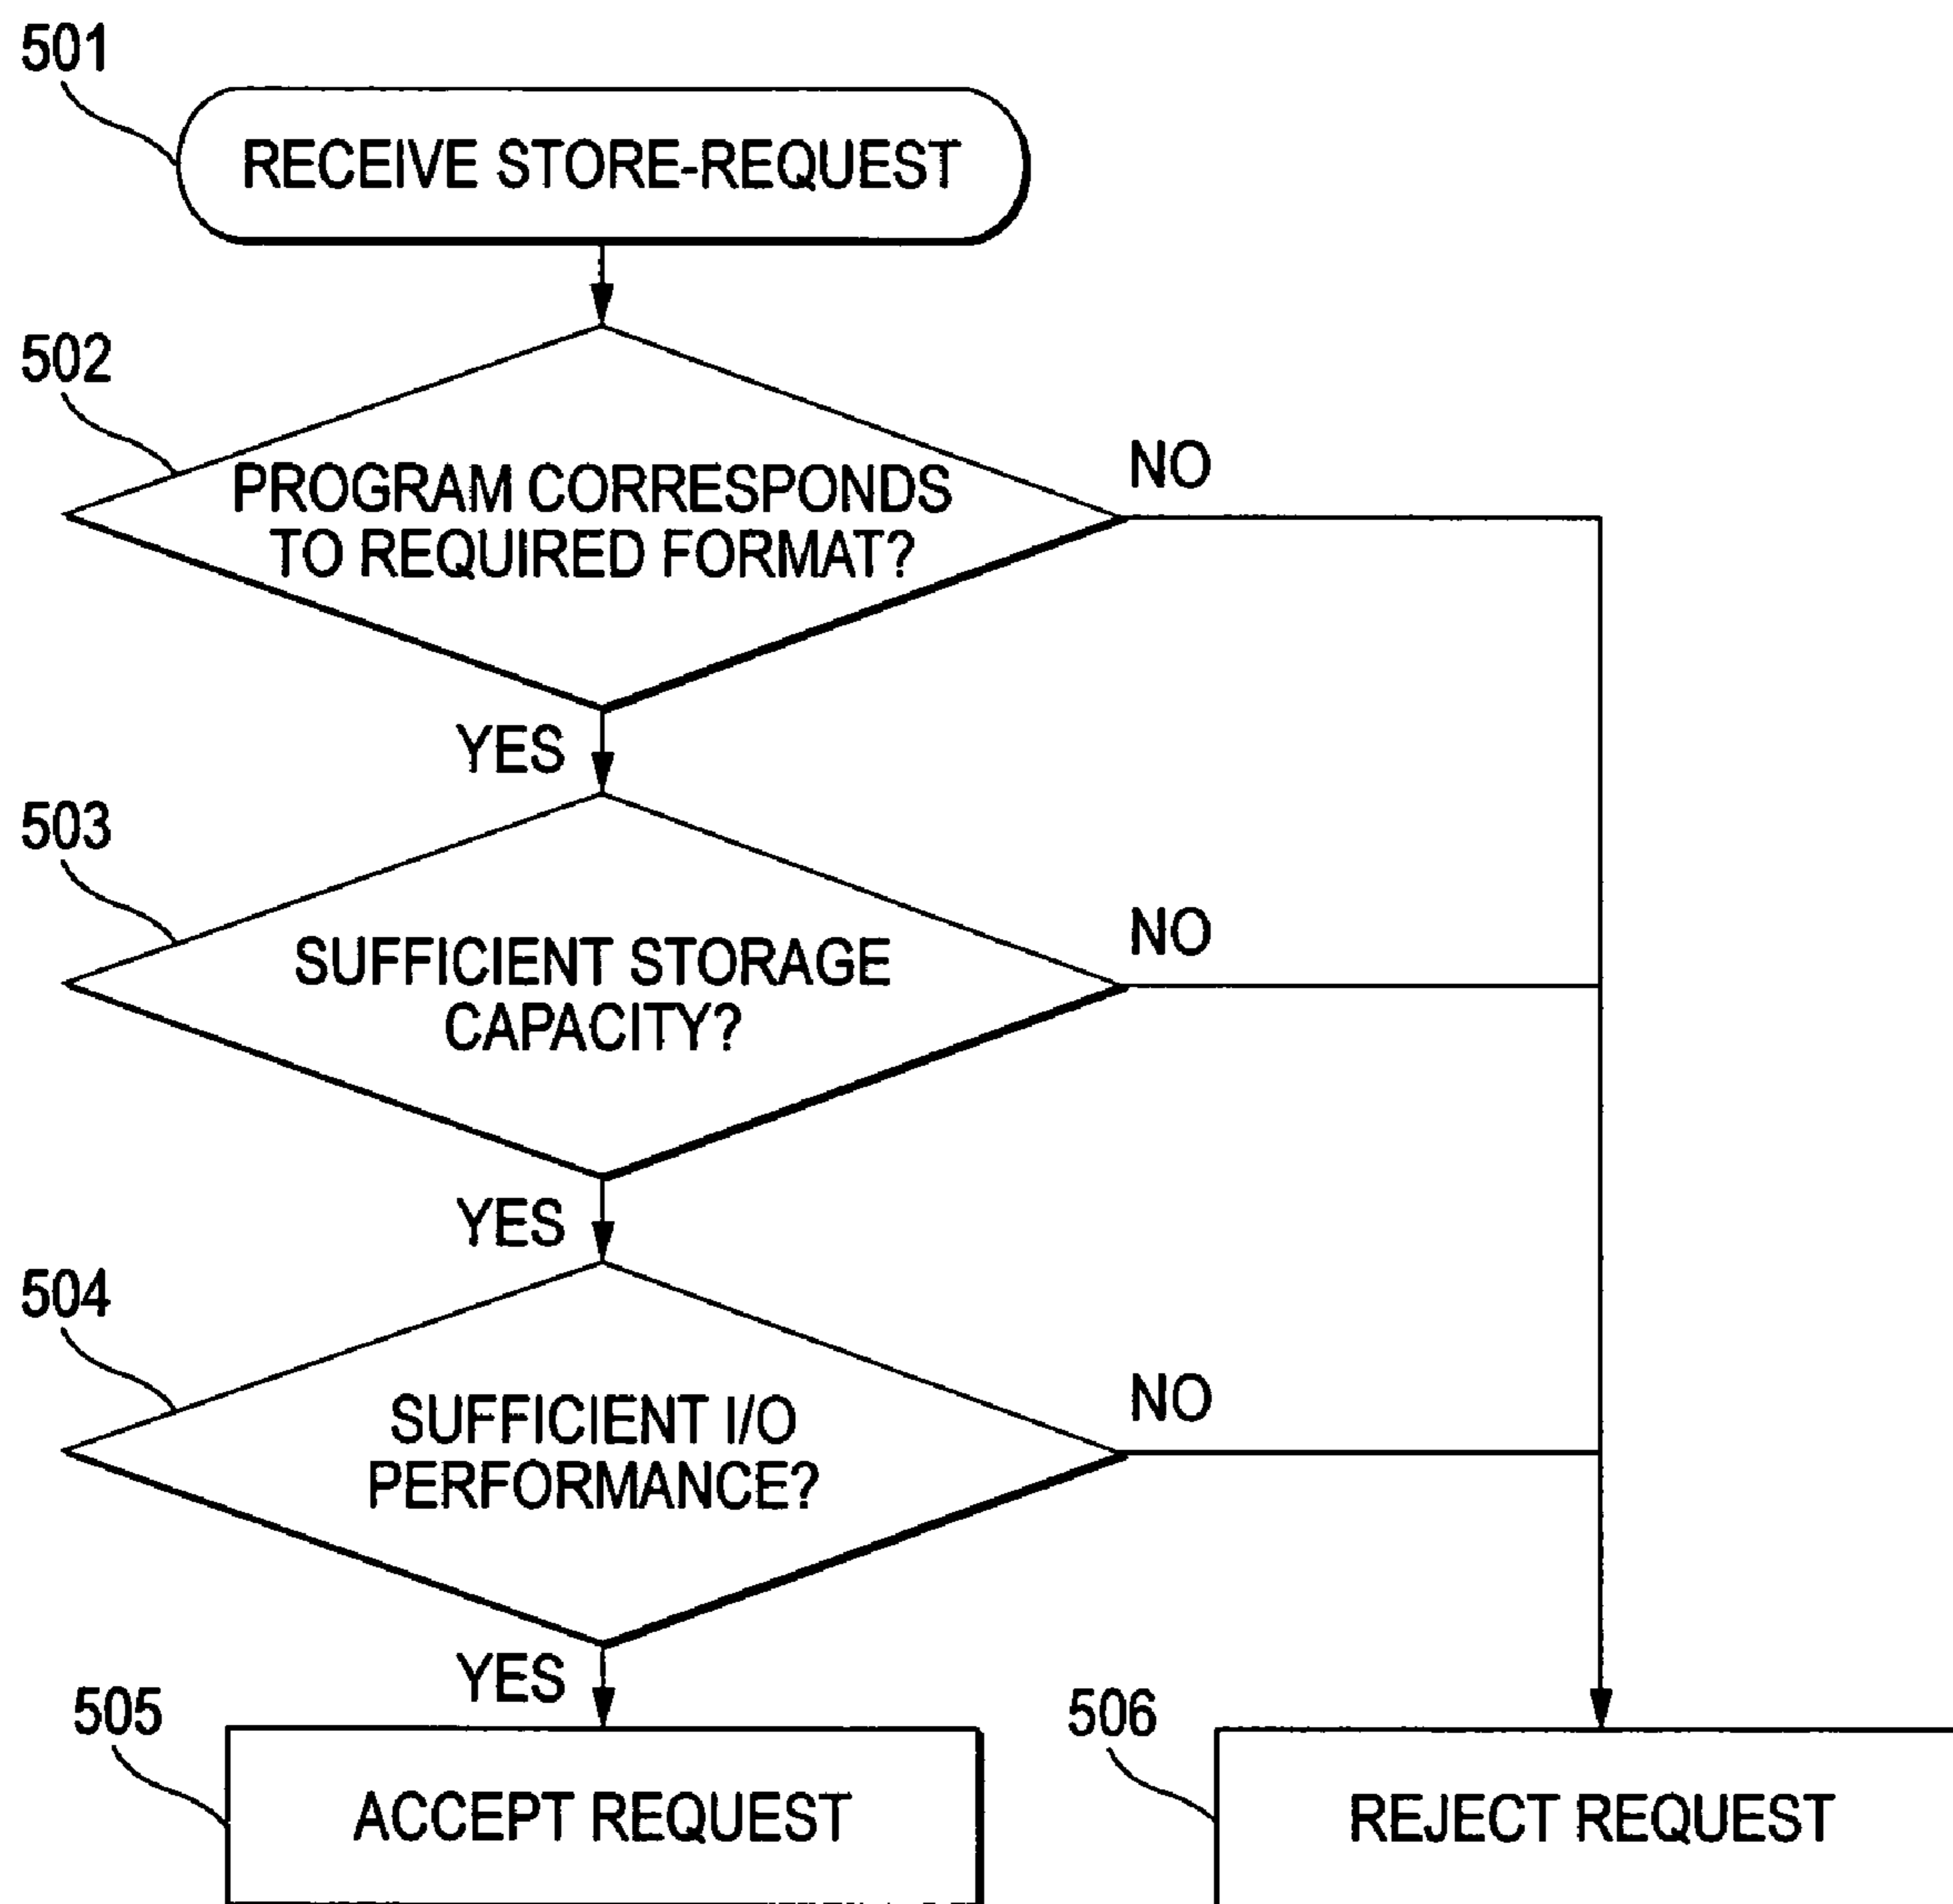 501
RECEIVE STORE-REQUEST
502
PROGRAM CORRESPONDS
TO REQUIRED FORMAT?
NO
YES
503
SUFFICIENT STORAGE
CAPACITY?
NO
YES
504
SUFFICIENT I/O
PERFORMANCE?
NO
YES
505
ACCEPT REQUEST
506
REJECT REQUEST